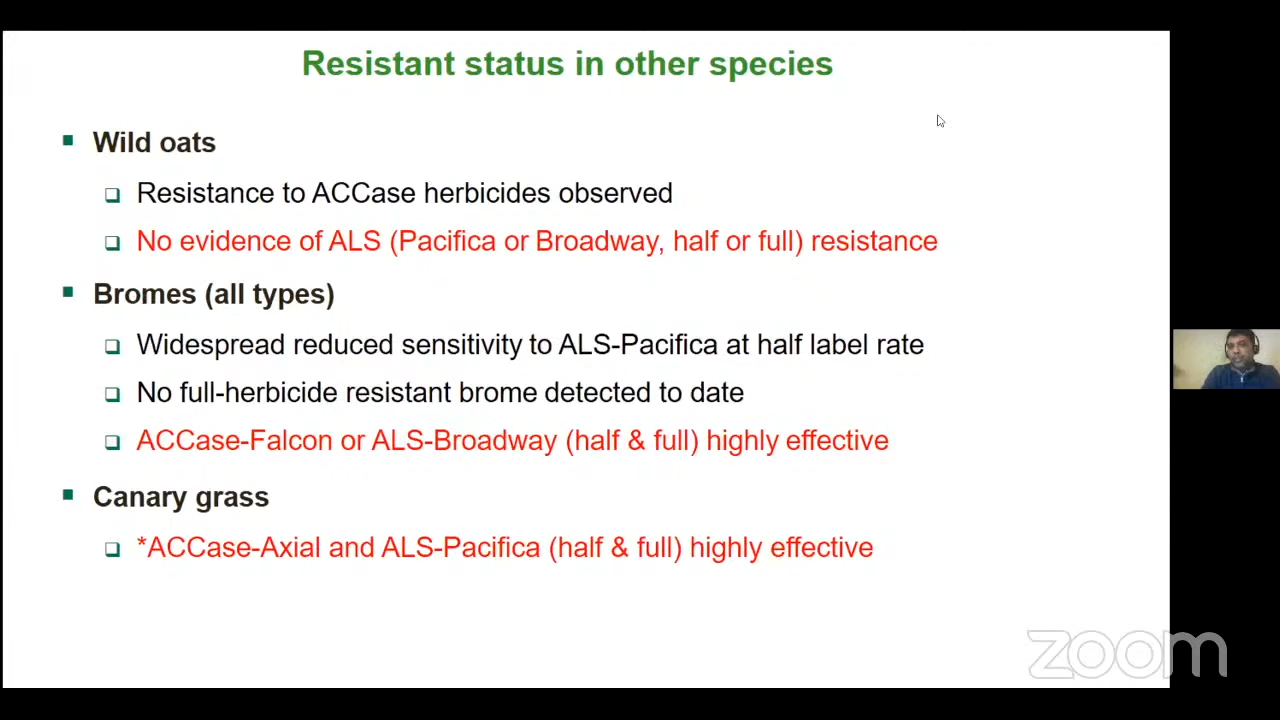 Resistant status in other species
Wild oats
Resistance to ACCase herbicides observed
No evidence of ALS (Pacifica or Broadway, half or full) resistance
Bromes (all types)
Widespread reduced sensitivity to ALS-Pacifica at half label rate
No full-herbicide resistant brome detected to date
ACCase-Falcon or ALS-Broadway (half & full) highly effective
Canary grass
*ACCase-Axial and ALS-Pacifica (half & full) highly effective
zoom